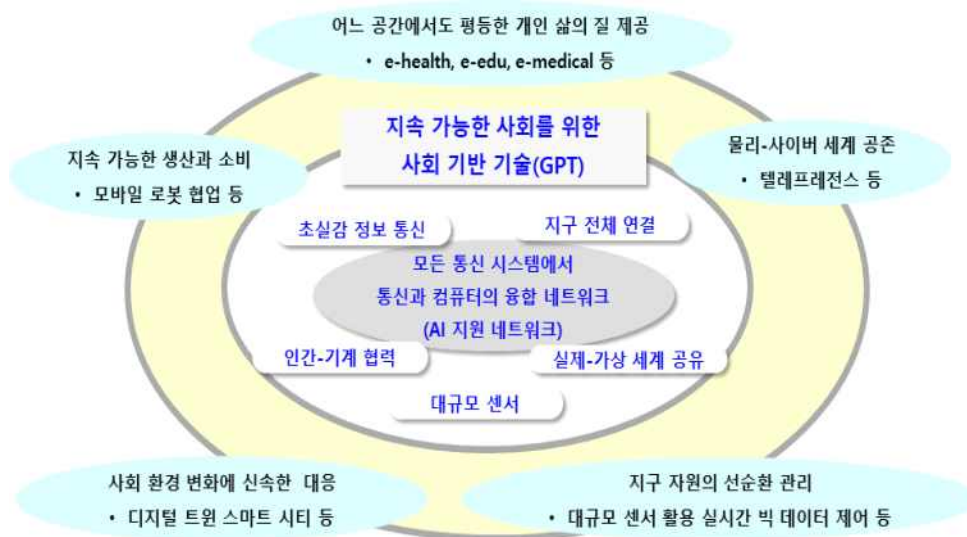 어느 공간에서도 평등한 개인 삶의 질 제공
• e-health, e-edu, e-medical 등
지속 가능한 사회를 위한
사회 기반 기술(GPT)
지속 가능한 생산과 소비
• 모바일 로봇 협업 등
물리-사이버 세계 공존
• 텔레프레전스 등
초실감 정보 통신
지구 전체 연결
모든 통신 시스템에서
통신과 컴퓨터의 융합 네트워크
(AI 지원 네트워크)
인간-기계 협력
실제-가상 세계 공유
대규모 센서
사회 환경 변화에 신속한 대응
• 디지털 트윈 스마트 시티 등
지구 자원의 선순환 관리
• 대규모 센서 활용 실시간 빅 데이터 제어 등